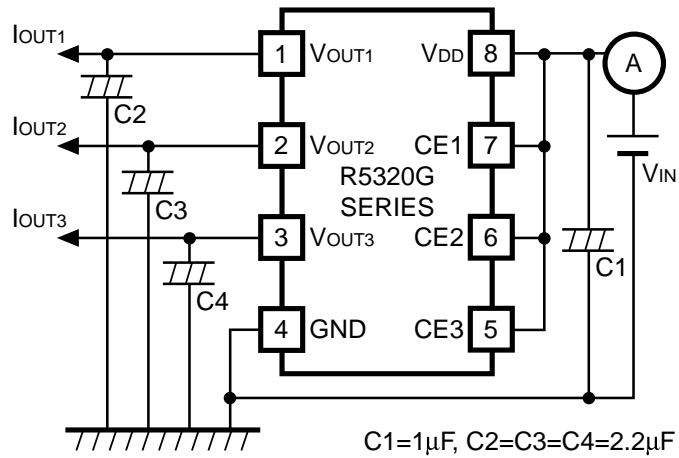 IOUT1
1 VOUT1
VDD 8
A
C2
IOUT2
2 VOUT2
CE1 7
R5320G
SERIES
VIN
C3
IOUT3
3 VOUT3
CE2 6
C1
C4
4 GND
CE3 5
C1=1μF, C2=C3=C4=2.2μF